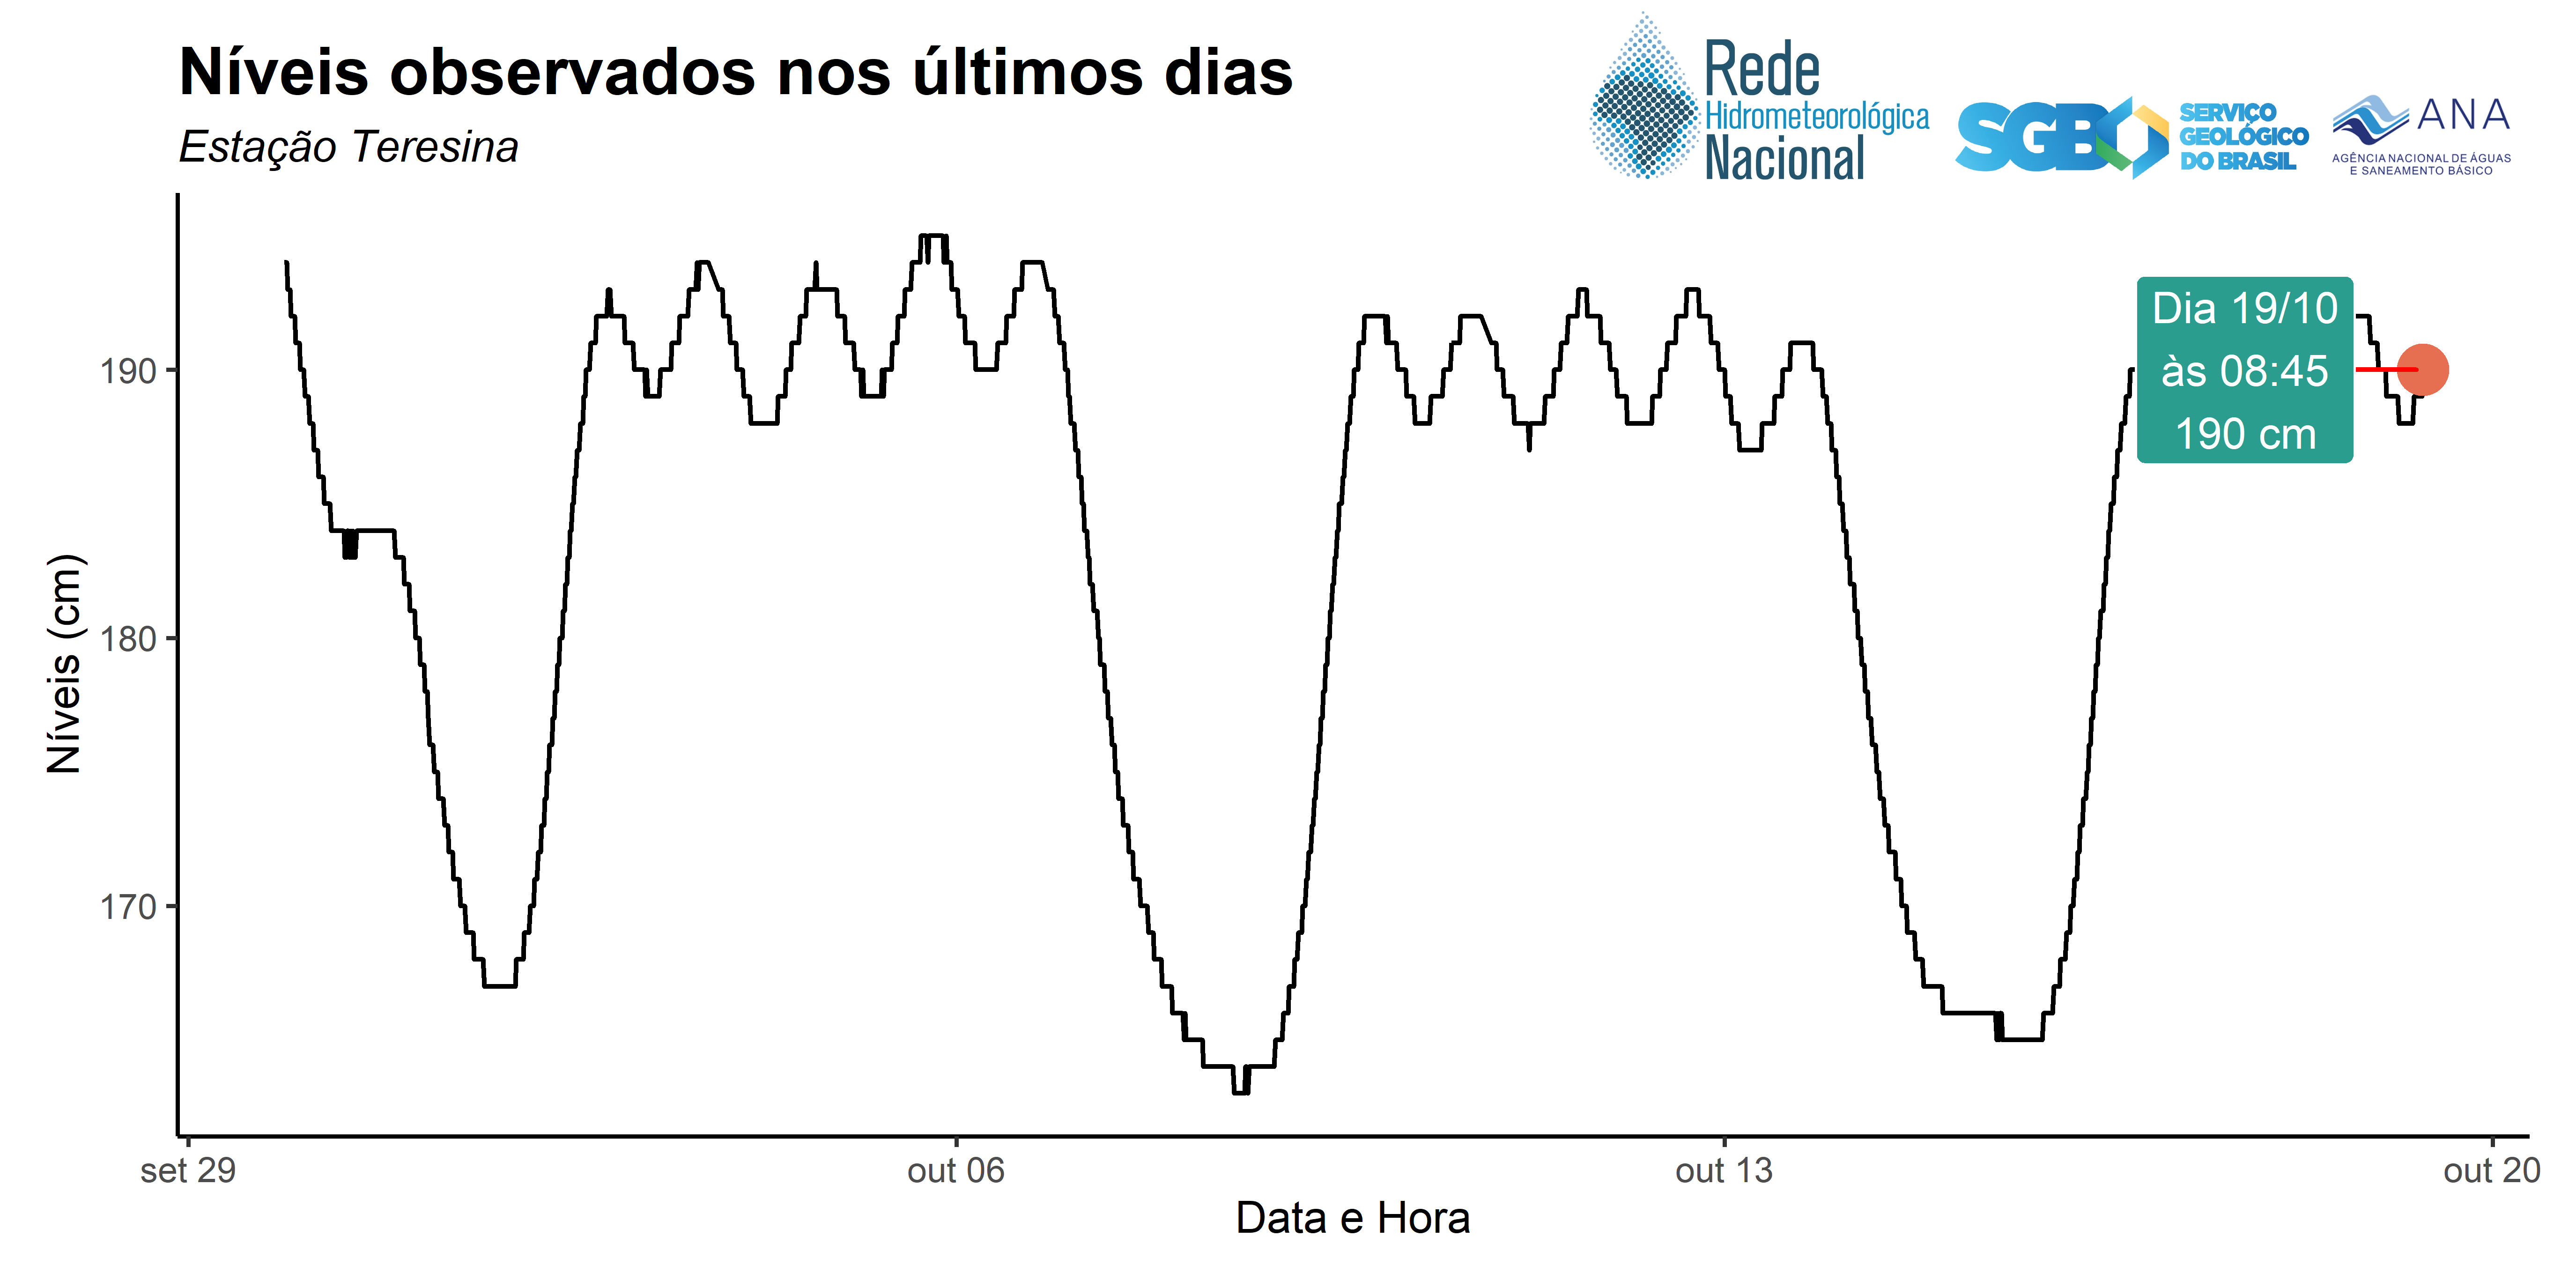 Níveis observados nos últimos dias
Estação Teresina
Rede
Hidrometeorológica
Nacional
SGB
SERVIÇO
GEOLÓGICO
DO BRASIL
ANA
AGÊNCIA NACIONAL DE ÁGUAS
E SANEAMENTO BÁSICO
Dia 19/10
às 08:45
190 cm
Níveis (cm)
190
180
170
set 29
out 06
out 13
out 20
Data e Hora